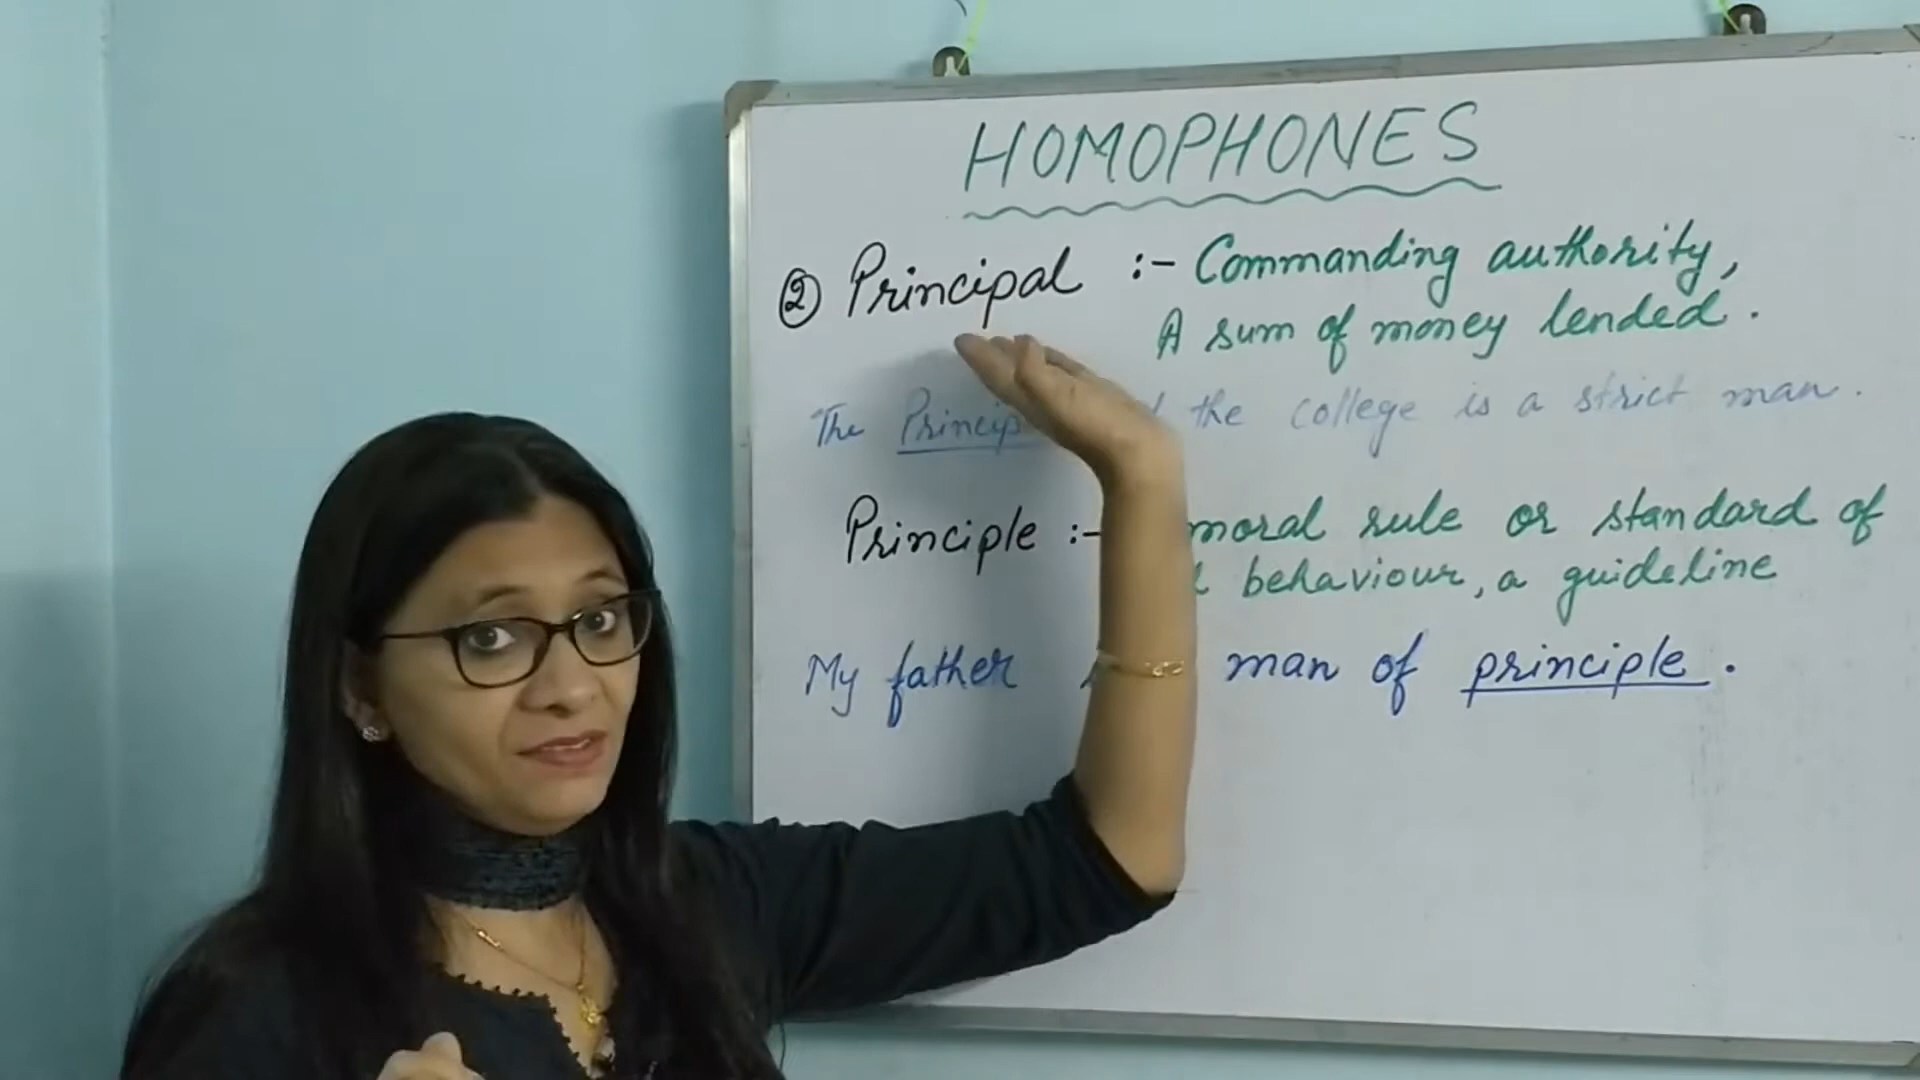 HOMOPHONES
② Principal :- Commanding authority,
A sum of money lended.
The Princip the college is a strict man.
Principle :- moral rule or standard of
behaviour, a guideline
My father man of principle.